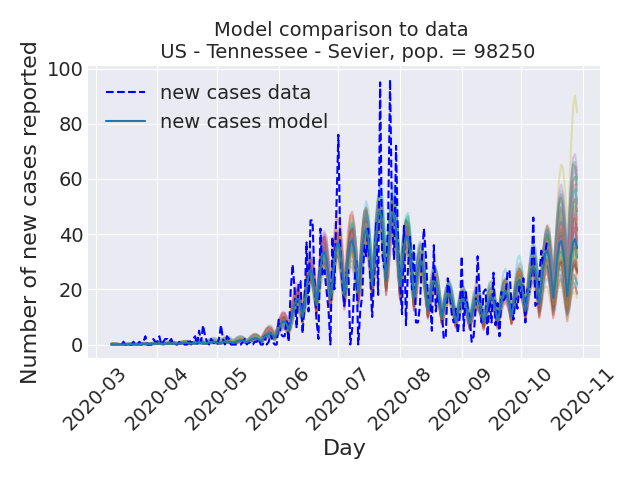 Model comparison to data
US - Tennessee - Sevier, pop. = 98250
Number of new cases reported
100
80
60
40
20
0
new cases data
new cases model
2020-03
2020-04
2020-05
2020-06
2020-07
2020-08
2020-09
2020-10
2020-11
Day